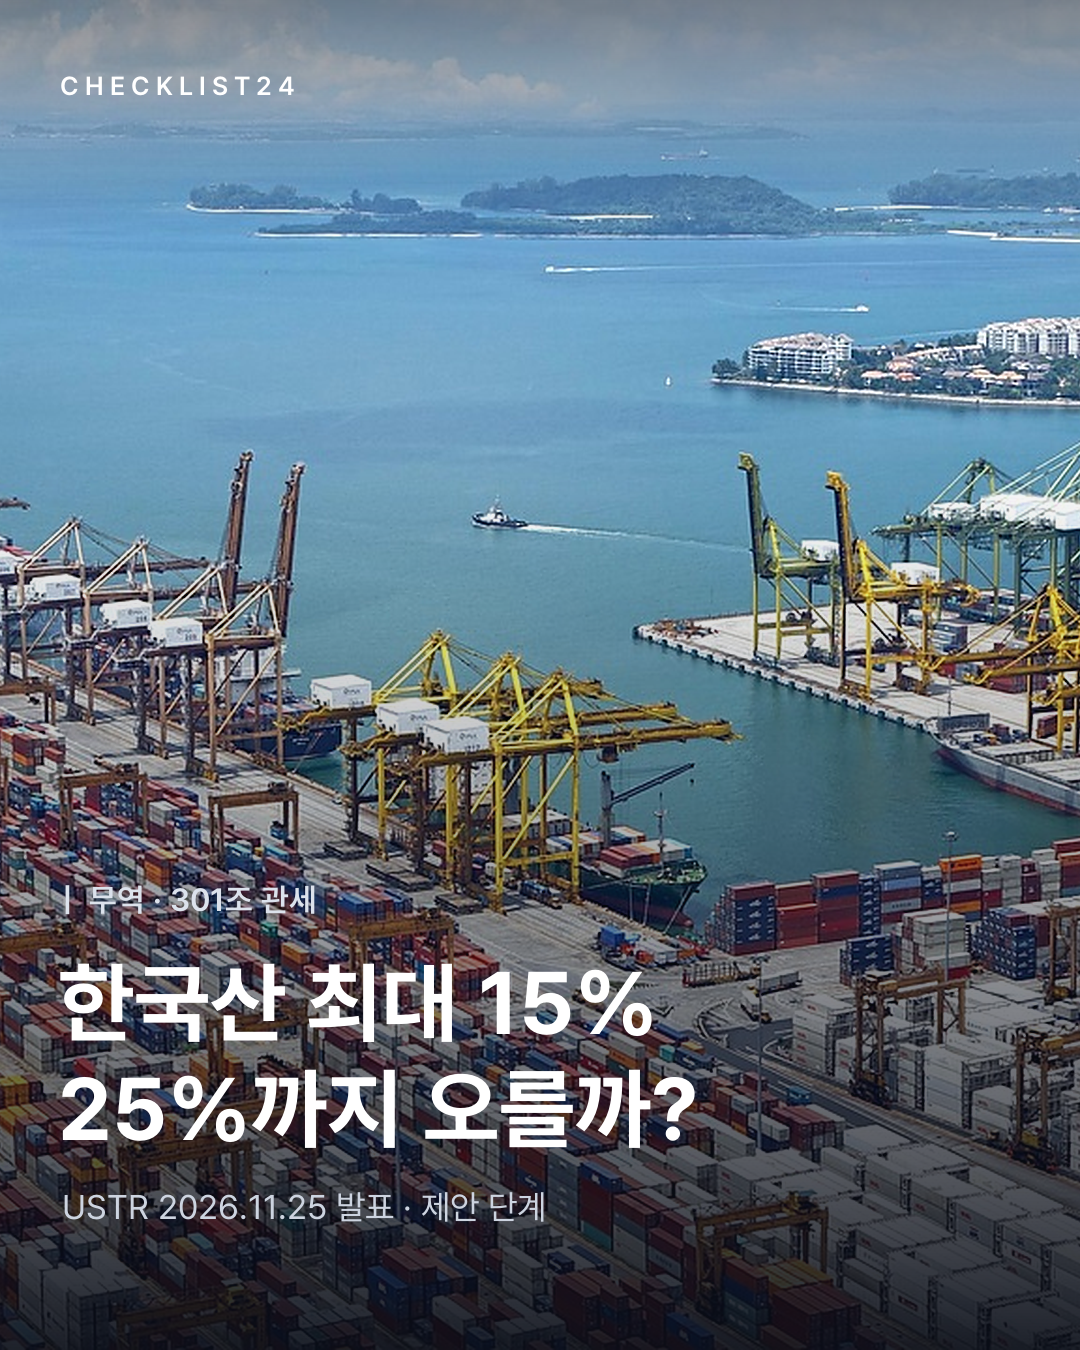 CHECKLIST24
| 무역 · 301조 관세
한국산 최대 15%
25%까지 오를까?
USTR 2026.11.25 발표 · 제안 단계